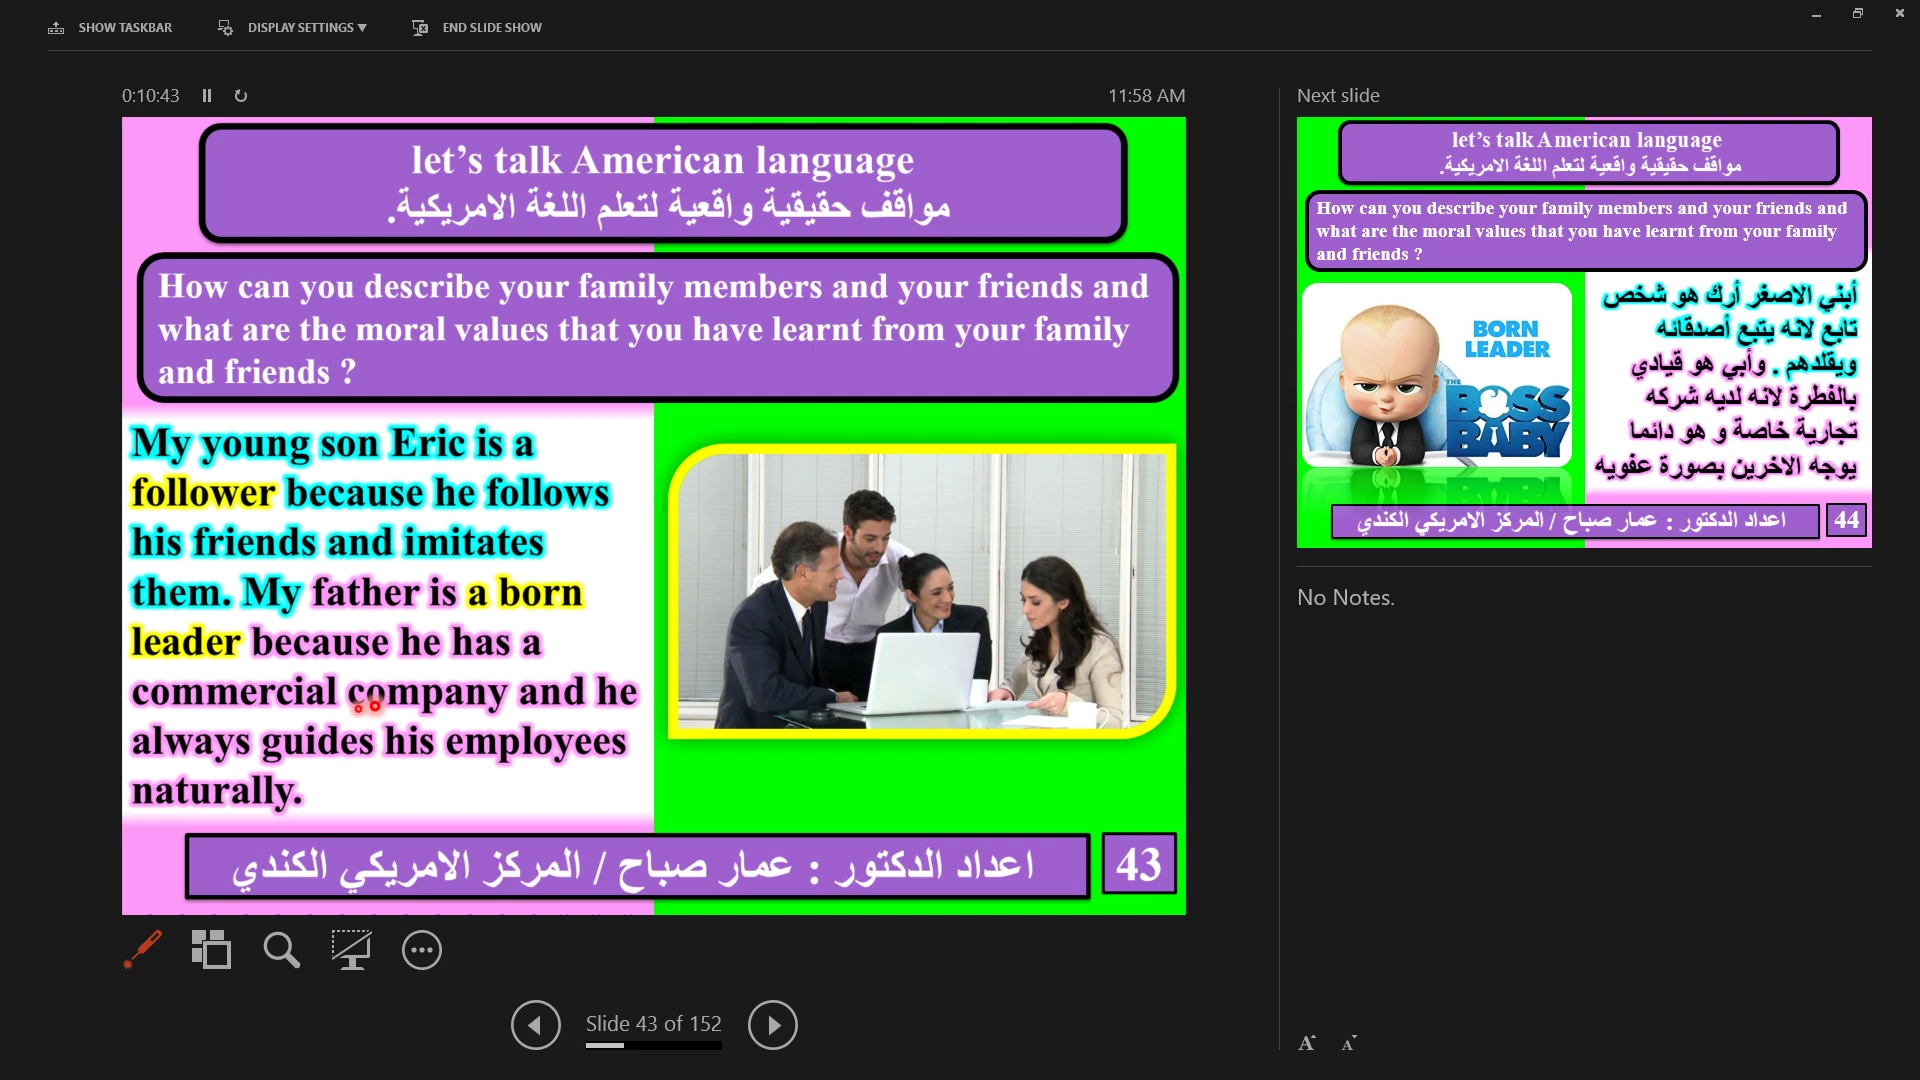 SHOW TASKBAR
DISPLAY SETTINGS ▼
END SLIDE SHOW
0:10:43
11:58 AM
let’s talk American language
مواقف حقيقية واقعية لتعلم اللغة الامريكية.
How can you describe your family members and your friends and
what are the moral values that you have learnt from your family
and friends ?
My young son Eric is a
follower because he follows
his friends and imitates
them. My father is a born
leader because he has a
commercial company and he
always guides his employees
naturally.
اعداد الدكتور : عمار صباح / المركز الامريكي الكندي
43
Slide 43 of 152
Next slide
let’s talk American language
مواقف حقيقية واقعية لتعلم اللغة الامريكية.
How can you describe your family members and your friends and
what are the moral values that you have learnt from your family
and friends ?
BORN
LEADER
THE
BOSS
BABY
أبني الاصغر أرك هو شخص
تابع لانه يتبع أصدقائه
ويقلدهم . وأبي هو قيادي
بالفطرة لانه لديه شركه
تجارية خاصة و هو دائما
يوجه الاخرين بصورة عفويه
اعداد الدكتور : عمار صباح / المركز الامريكي الكندي
44
No Notes.
A A